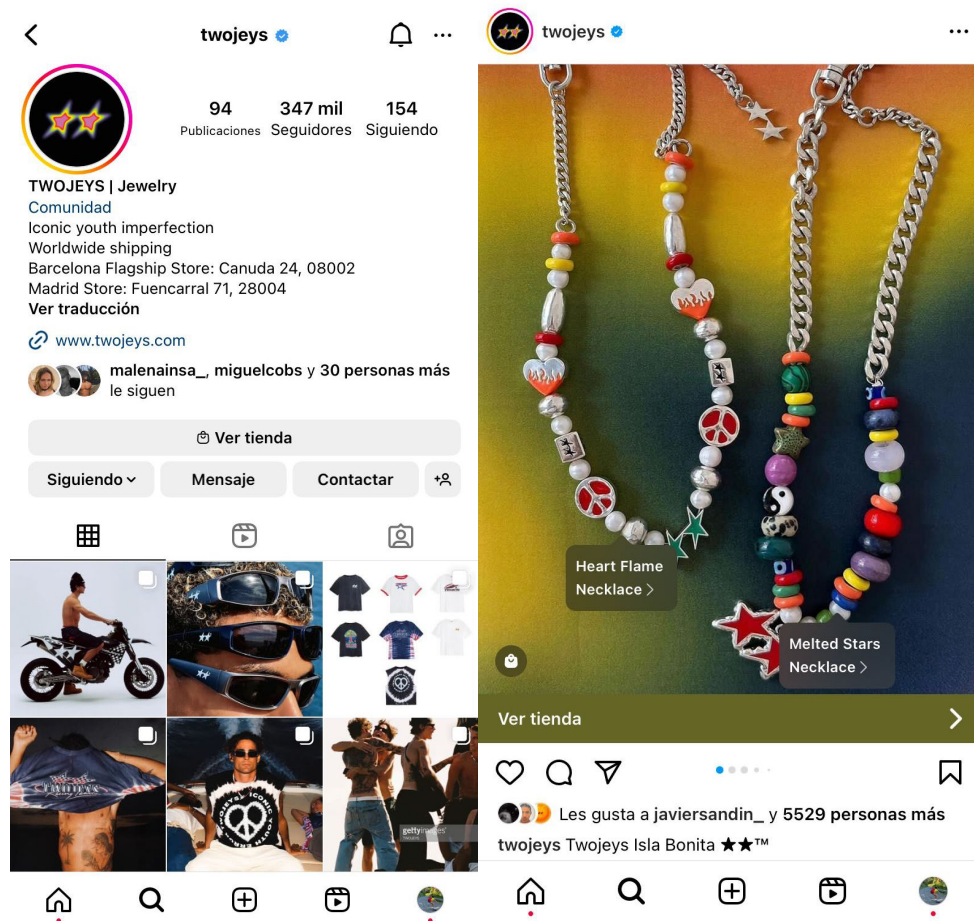 twojeys
94 347 mil 154
Publicaciones Seguidores Siguiendo
TWOJEYS | Jewelry
Comunidad
Iconic youth imperfection
Worldwide shipping
Barcelona Flagship Store: Canuda 24, 08002
Madrid Store: Fuencarral 71, 28004
Ver traducción
www.twojeys.com
malenainsa_, miguelcobs y 30 personas más
le siguen
Ver tienda
Siguiendo Mensaje Contactar
TWOJEYS ICONIC
gettyimages
twojeys
Heart Flame
Necklace >
Melted Stars
Necklace >
Ver tienda
Les gusta a javiersandin_ y 5529 personas más
twojeys Twojeys Isla Bonita ★★™